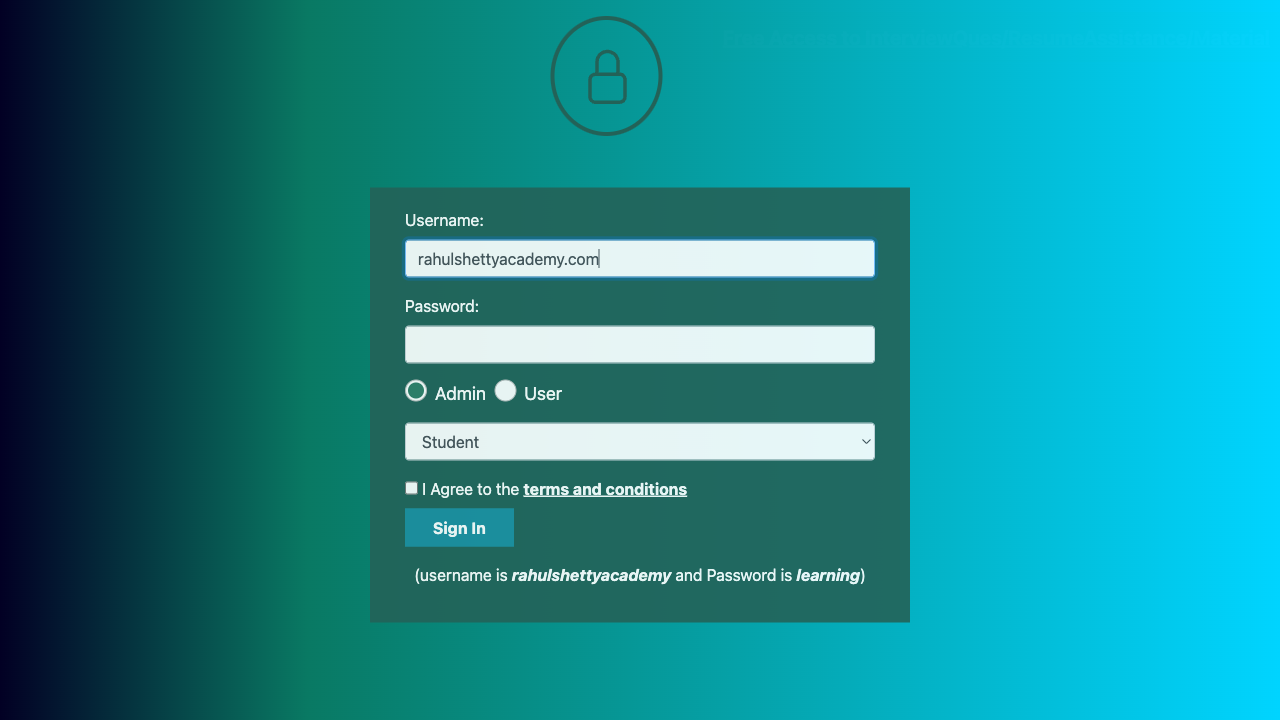 Username:
rahulshettyacademy.com
Password:
Admin User
Student
I Agree to the terms and conditions
Sign In
(username is rahulshettyacademy and Password is learning)